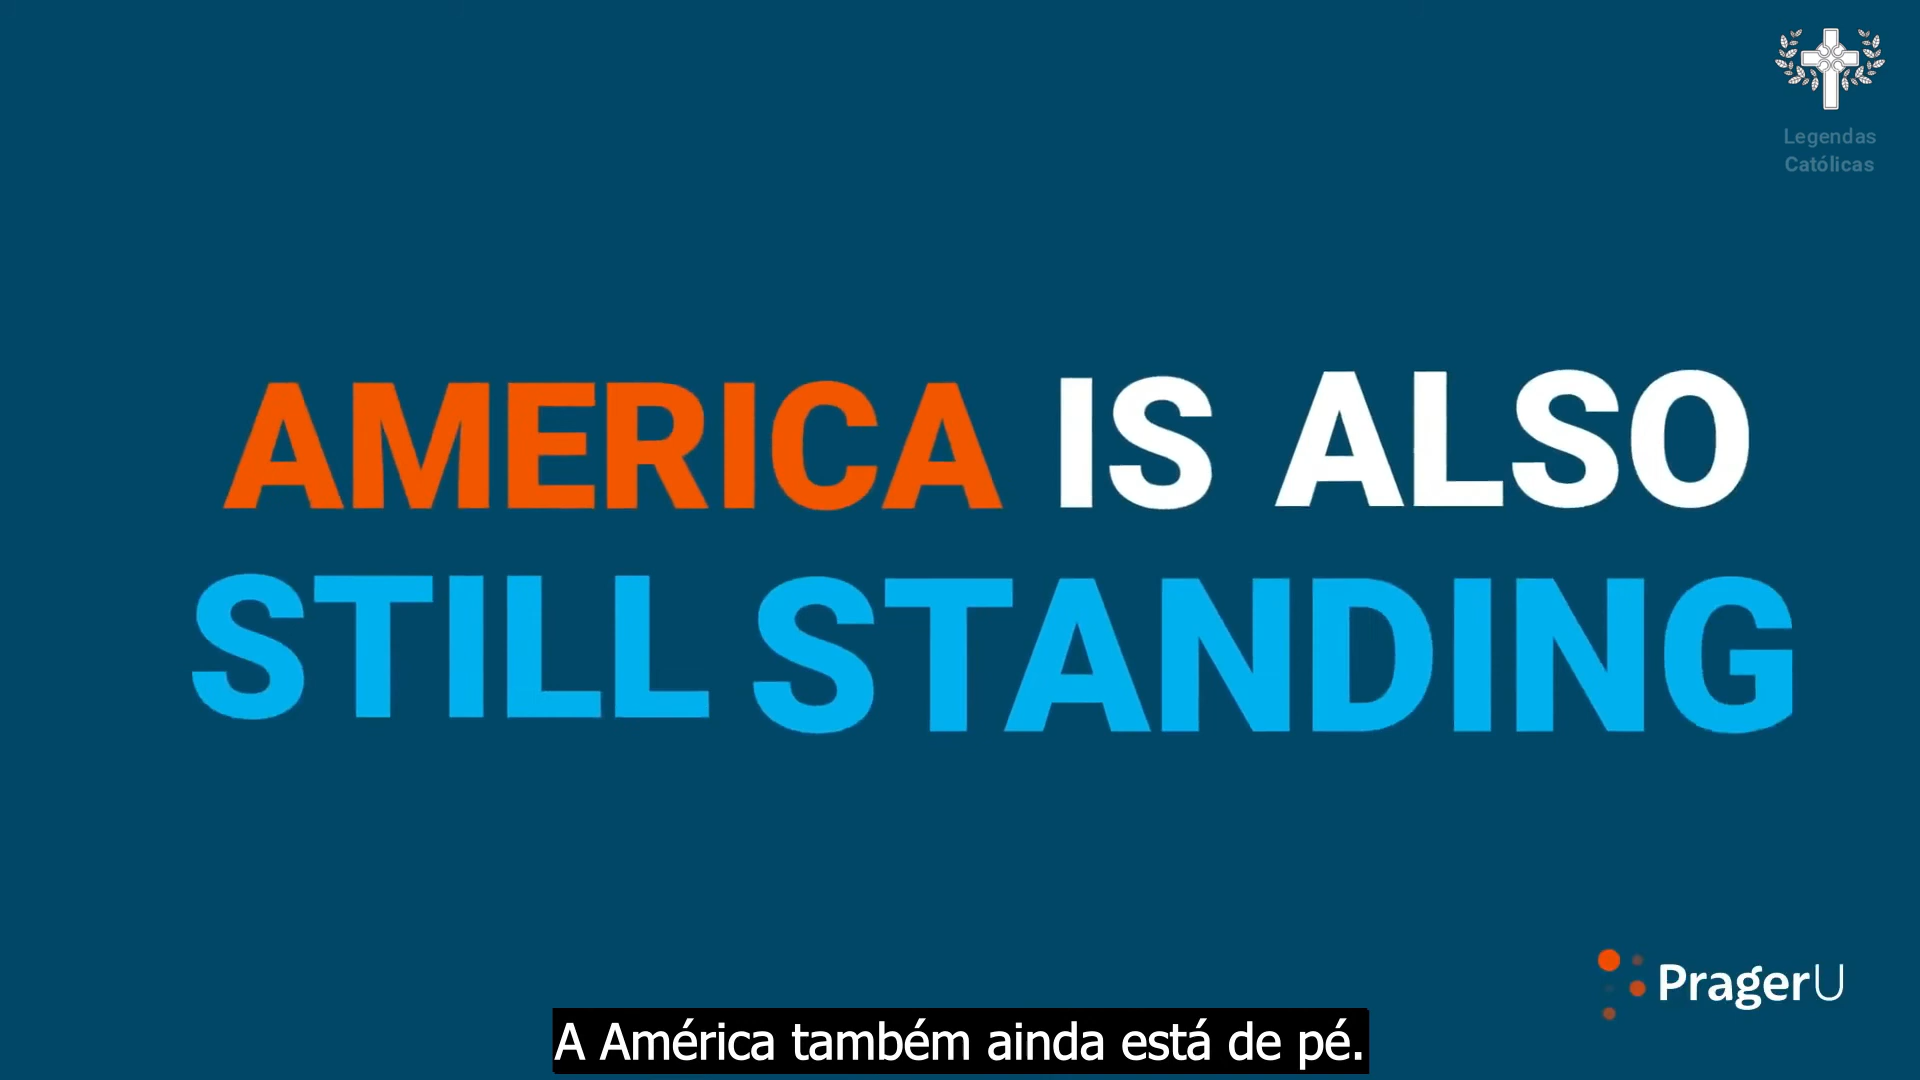 Legendas
Católicas
AMERICA IS ALSO
STILL STANDING
PragerU
A América também ainda está de pé.